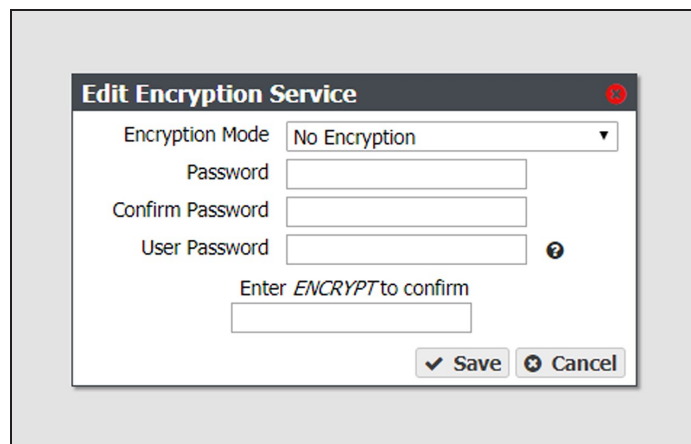 Edit Encryption Service
Encryption Mode No Encryption
Password
Confirm Password
User Password
Enter ENCRYPT to confirm
Save Cancel